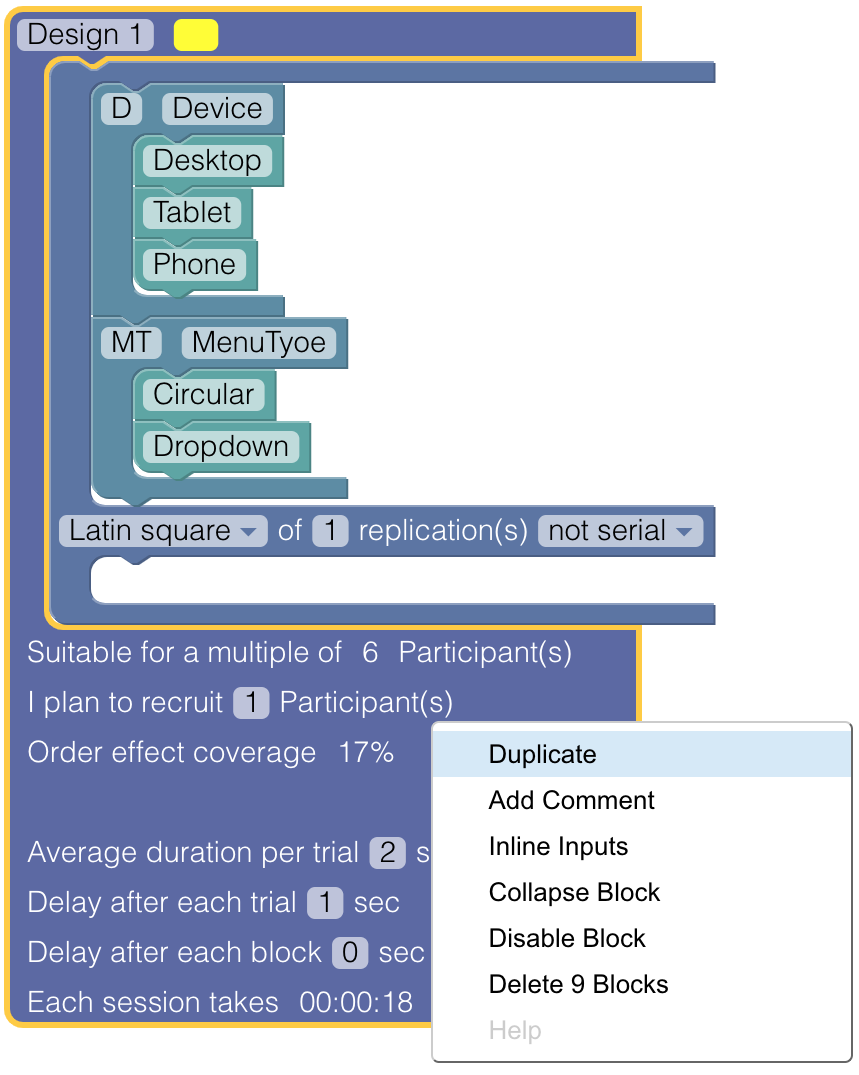 Design 1
D Device
Desktop
Tablet
Phone
MT MenuTyoe
Circular
Dropdown
Latin square of 1 replication(s) not serial
Suitable for a multiple of 6 Participant(s)
I plan to recruit 1 Participant(s)
Order effect coverage 17%
Average duration per trial 2 s
Delay after each trial 1 sec
Delay after each block 0 sec
Each session takes 00:00:18
Duplicate
Add Comment
Inline Inputs
Collapse Block
Disable Block
Delete 9 Blocks
Help